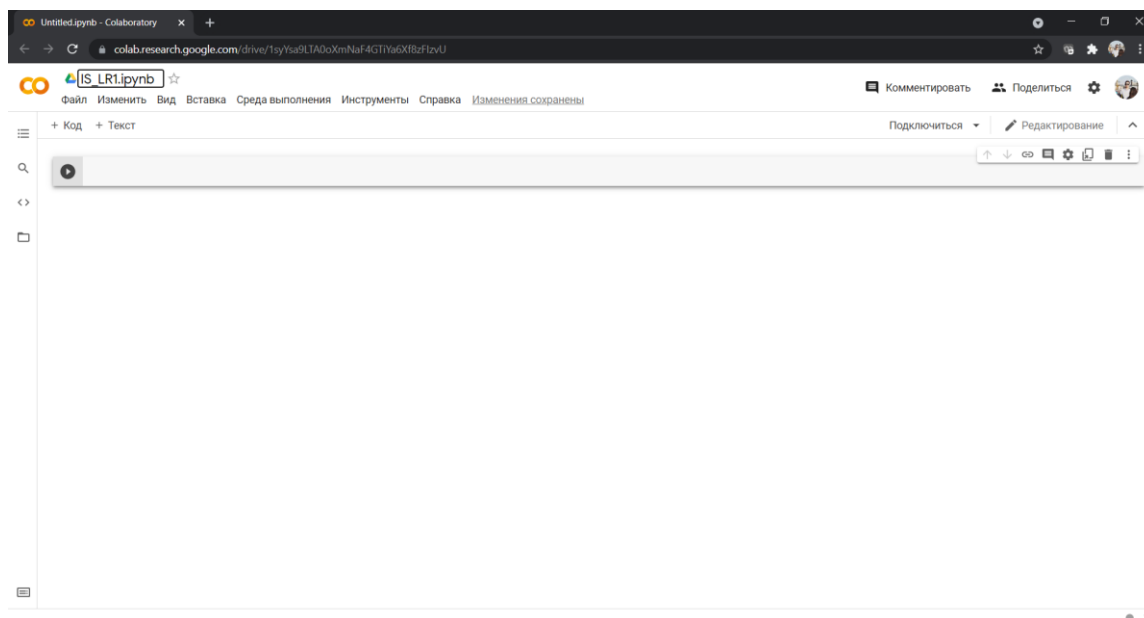 Untitled.ipynb - Colaboratory
colab.research.google.com/drive/1syYsa9LTA0oXmNaF4GTiYa6Xf8zFIzvU
IS_LR1.ipynb
Комментировать Поделиться
Файл Изменить Вид Вставка Среда выполнения Инструменты Справка Изменения сохранены
+ Код + Текст Подключиться Редактирование